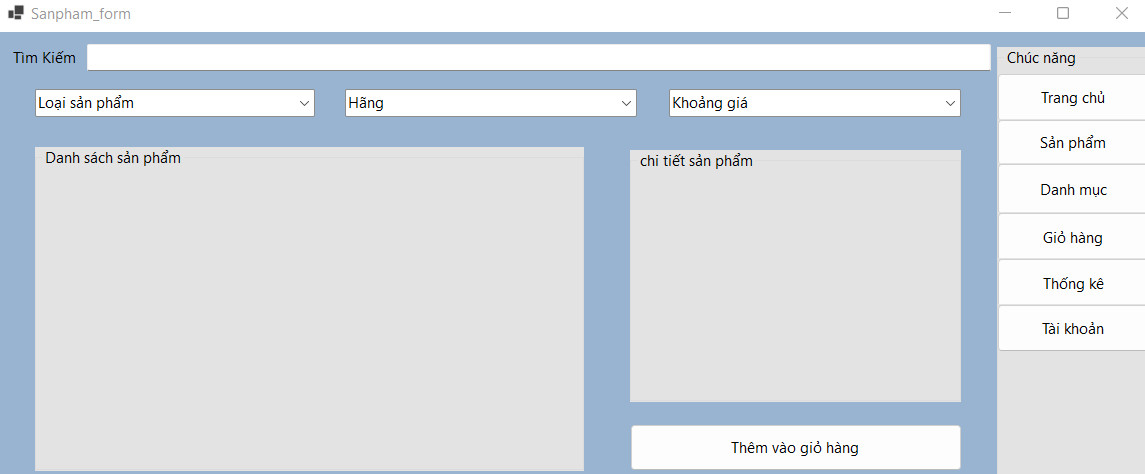 Sanpham_form
Tìm Kiếm
Chúc năng
Loại sản phẩm
Hãng
Khoảng giá
Trang chủ
Sản phẩm
Danh sách sản phẩm
chi tiết sản phẩm
Danh mục
Giỏ hàng
Thống kê
Tài khoản
Thêm vào giỏ hàng